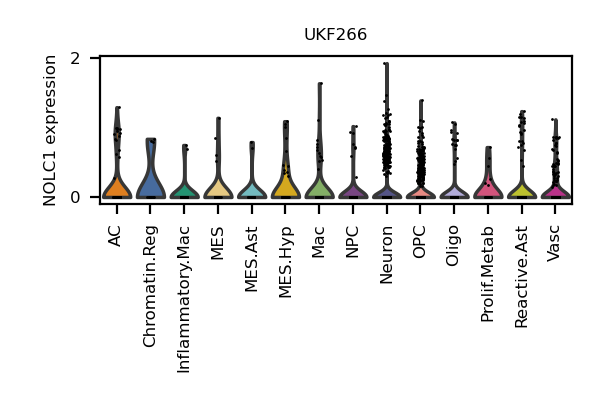 UKF266
NOLC1 expression
2
0
AC
Chromatin.Reg
Inflammatory.Mac
MES
MES.Ast
MES.Hyp
Mac
NPC
Neuron
OPC
Oligo
Prolif.Metab
Reactive.Ast
Vasc